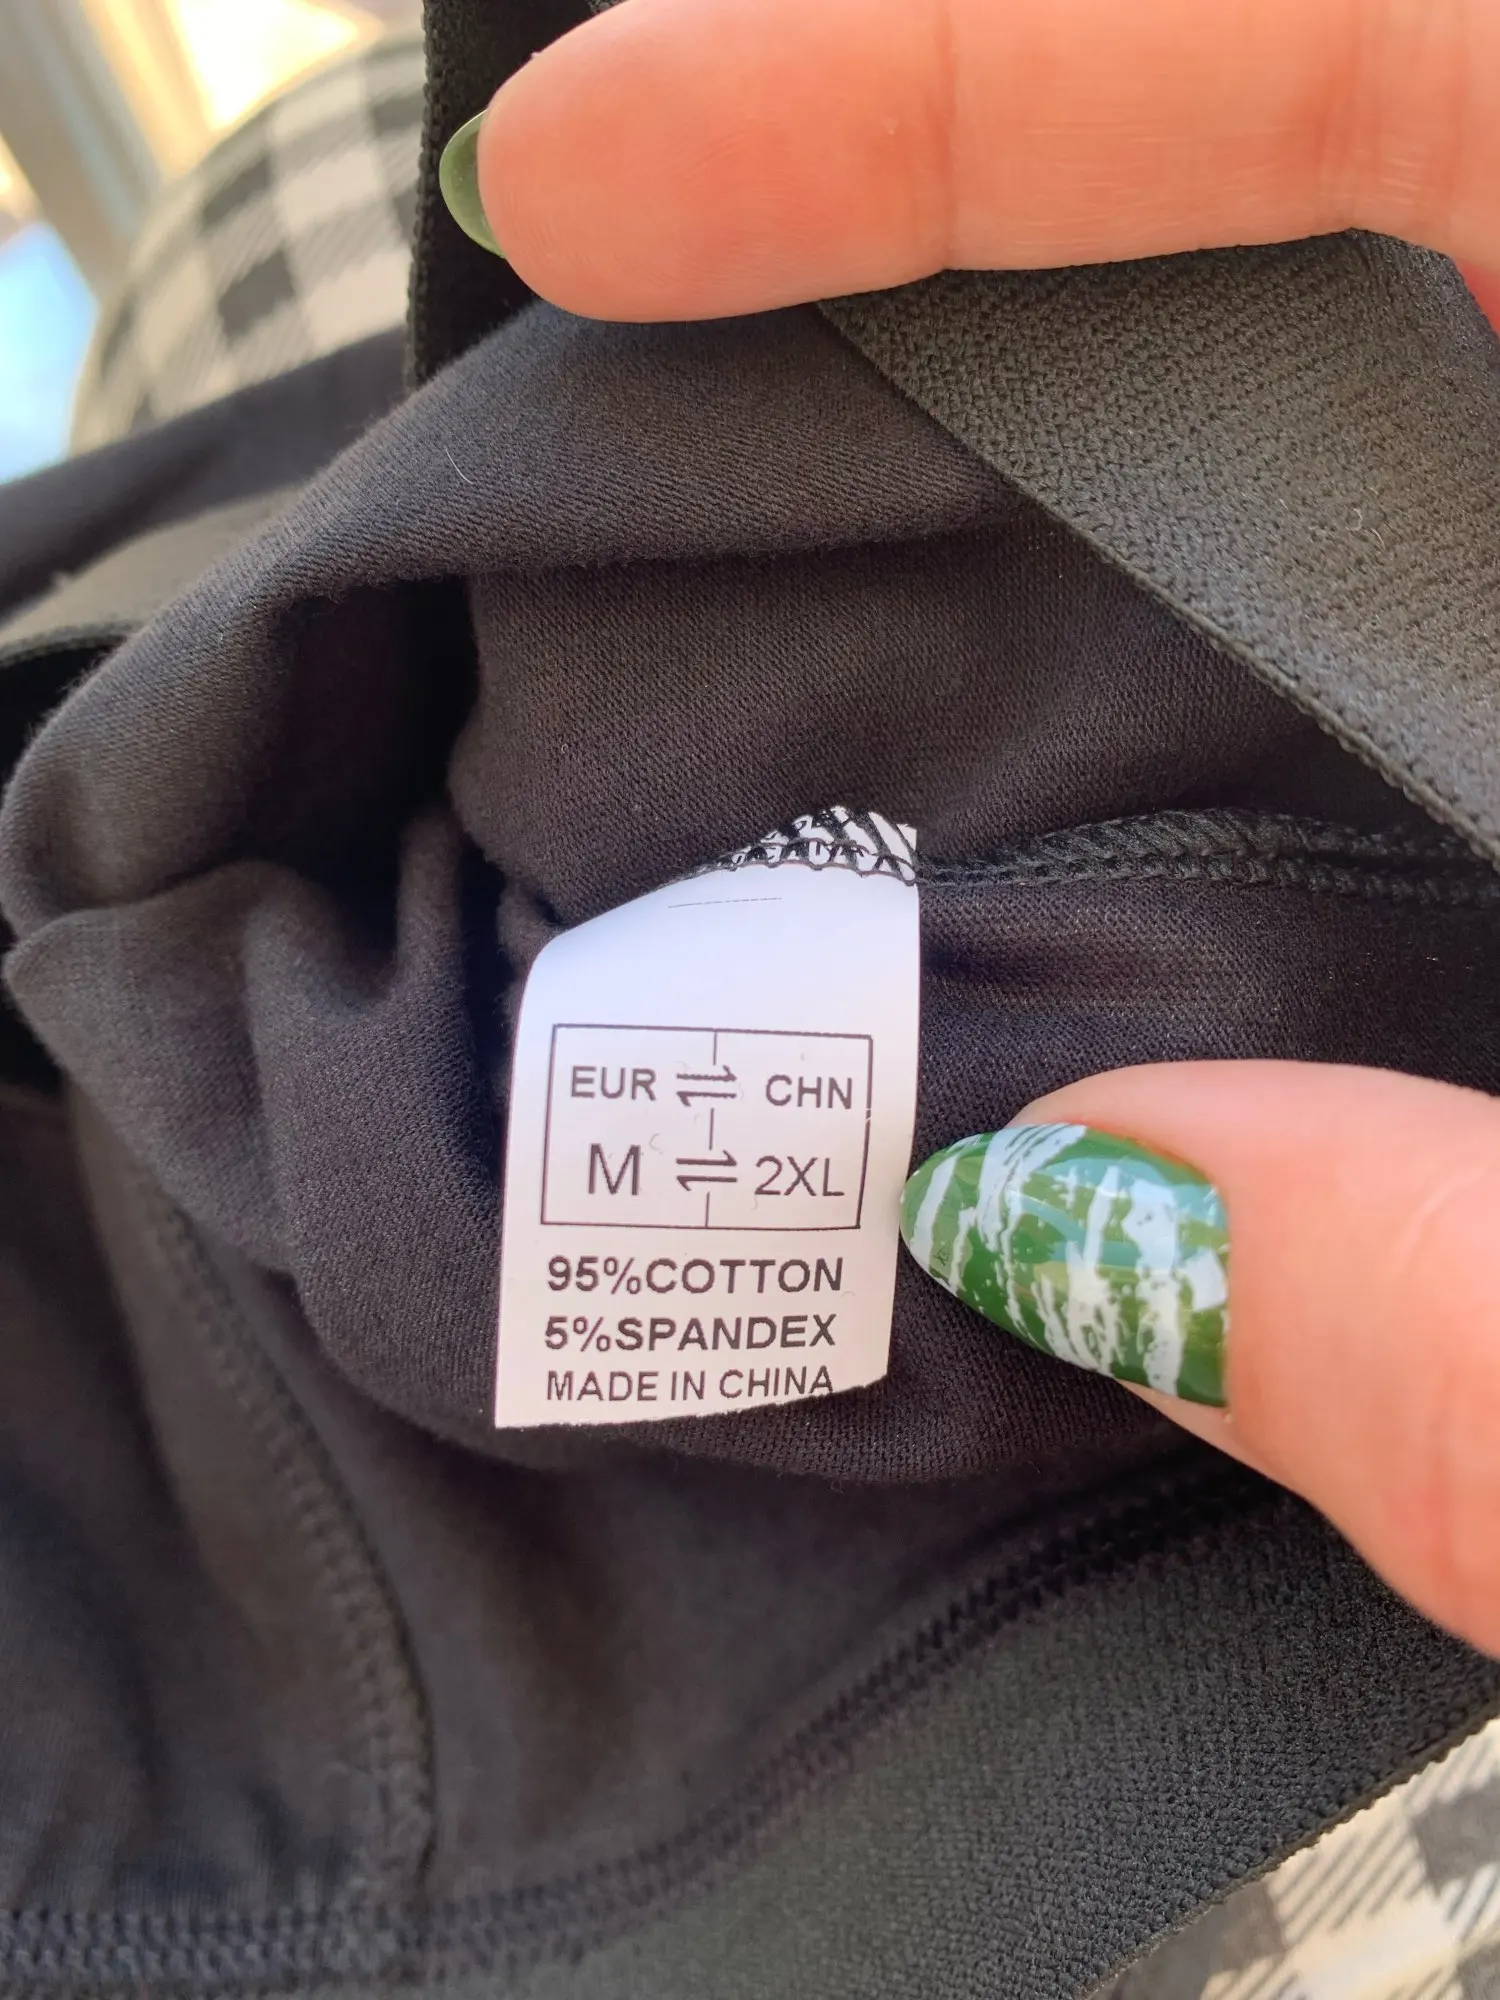 EUR ⇌ CHN
M ⇌ 2XL
95%COTTON
5%SPANDEX
MADE IN CHINA